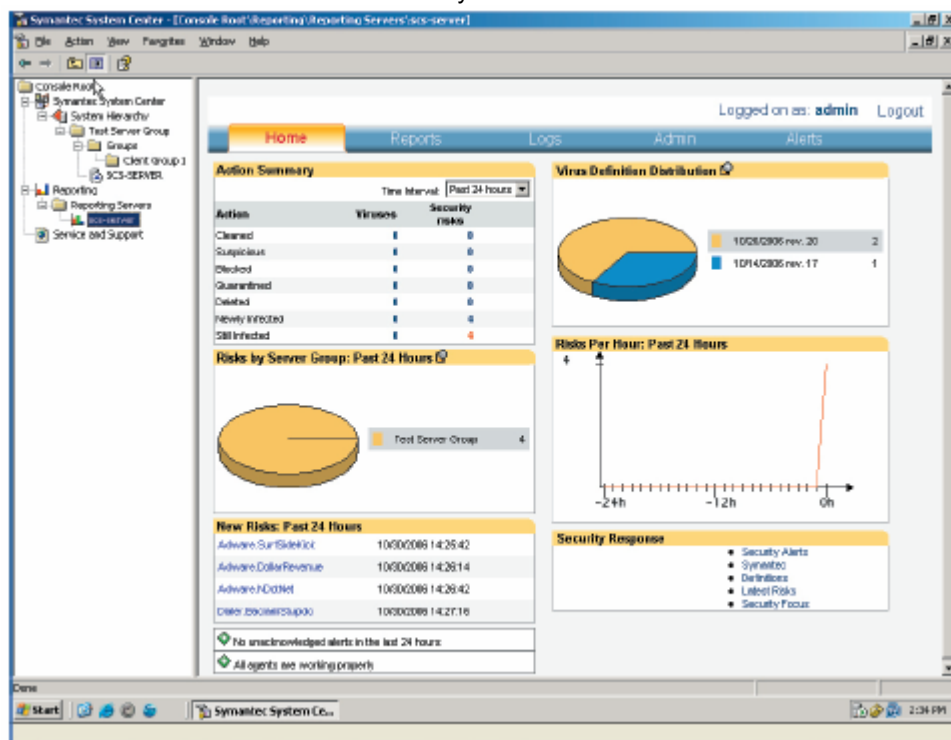 Symantec System Center - [Console Root\Reporting\Reporting Servers\scs-server]
File Action View Favorites Window Help
Console Root
Symantec System Center
System Hierarchy
Test Server Group
Groups
Client Group 1
SCS-SERVER
Reporting
Reporting Servers
scs-server
Service and Support
Logged on as: admin Logout
Home Reports Logs Admin Alerts
Action Summary
Time Interval: Past 24 hours
Action Viruses Security risks
Cleaned 0 0
Suspicious 0 0
Blocked 0 0
Quarantined 0 0
Deleted 0 0
Newly Infected 0 4
Still Infected 0 4
Virus Definition Distribution
10/28/2006 rev. 20 2
10/14/2006 rev. 17 1
Risks by Server Group: Past 24 Hours
Test Server Group 4
Risks Per Hour: Past 24 Hours
4
-24h -12h 0h
New Risks: Past 24 Hours
Adware.SurfSideKick 10/30/2006 14:25:42
Adware.DollarRevenue 10/30/2006 14:26:14
Adware.NDotNet 10/30/2006 14:26:42
10/30/2006 14:27:16
Security Response
Security Alerts
Symantec
Definitions
Latest Risks
Security Focus
No unacknowledged alerts in the last 24 hours
All agents are working properly
Done
Start Symantec System Ce... 2:34 PM